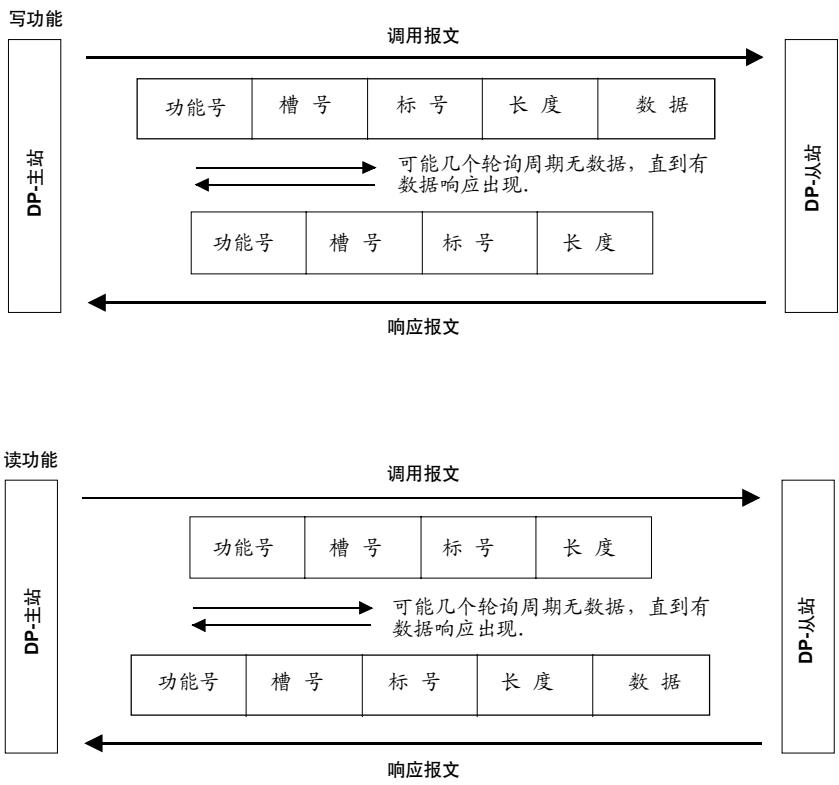 写功能
调用报文
功能号 槽 号 标 号 长 度 数 据
DP-主站
可能几个轮询周期无数据，直到有
数据响应出现.
DP-从站
功能号 槽 号 标 号 长 度
响应报文
读功能
调用报文
功能号 槽 号 标 号 长 度
DP-主站
可能几个轮询周期无数据，直到有
数据响应出现.
DP-从站
功能号 槽 号 标 号 长 度 数 据
响应报文